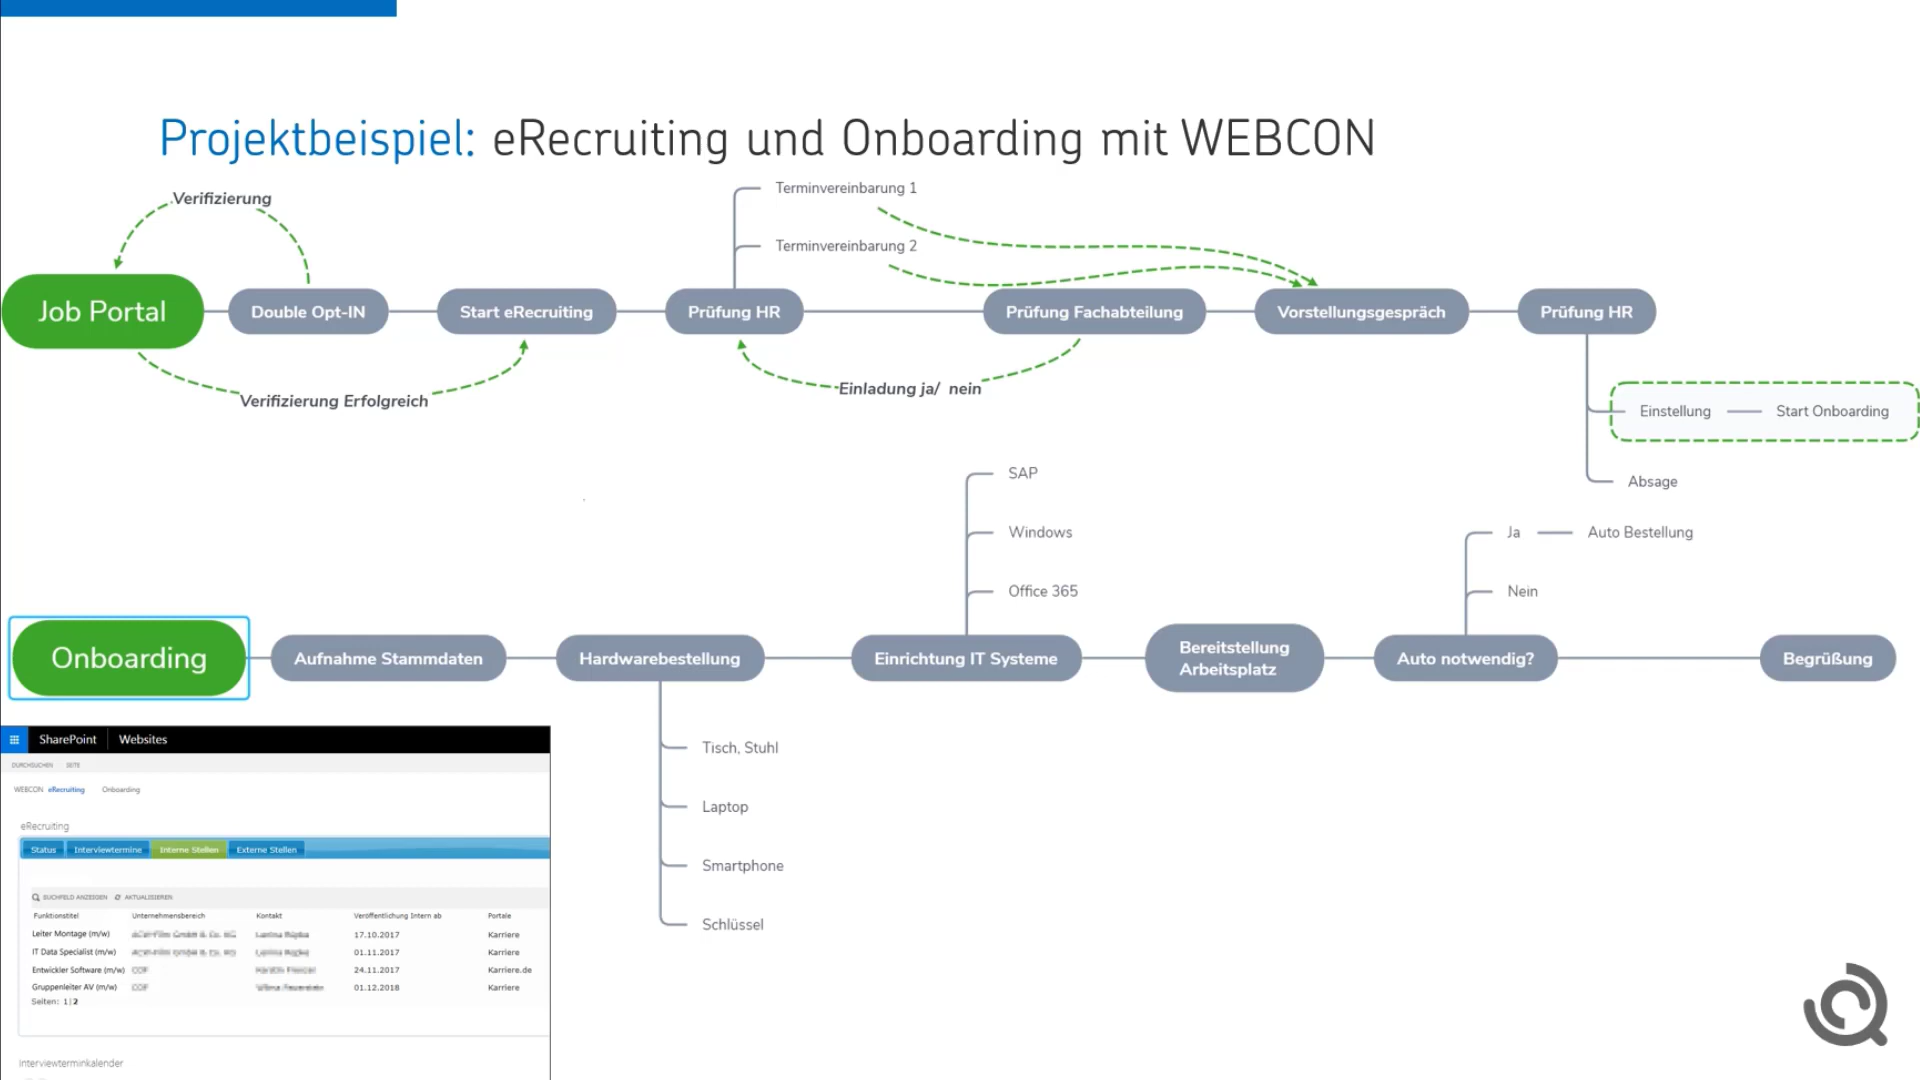 Projektbeispiel: eRecruiting und Onboarding mit WEBCON
Verifizierung
Terminvereinbarung 1
Terminvereinbarung 2
Job Portal
Double Opt-IN
Start eRecruiting
Prüfung HR
Prüfung Fachabteilung
Vorstellungsgespräch
Prüfung HR
Verifizierung Erfolgreich
Einladung ja/ nein
Einstellung
Start Onboarding
Absage
SAP
Windows
Office 365
Ja
Auto Bestellung
Nein
Onboarding
Aufnahme Stammdaten
Hardwarebestellung
Einrichtung IT Systeme
Bereitstellung
Arbeitsplatz
Auto notwendig?
Begrüßung
Tisch, Stuhl
Laptop
Smartphone
Schlüssel
SharePoint Websites
DURCHSUCHEN SEITE
WEBCON eRecruiting Onboarding
eRecruiting
Status Interviewtermine Interne Stellen Externe Stellen
SUCHFELD ANZEIGEN AKTUALISIEREN
Funktionstitel Unternehmensbereich Kontakt Veröffentlichung Intern ab Portale
Leiter Montage (m/w) 17.10.2017 Karriere
IT Data Specialist (m/w) 01.11.2017 Karriere
Entwickler Software (m/w) 24.11.2017 Karriere.de
Gruppenleiter AV (m/w) 01.12.2018 Karriere
Seiten: 1|2
Interviewterminkalender